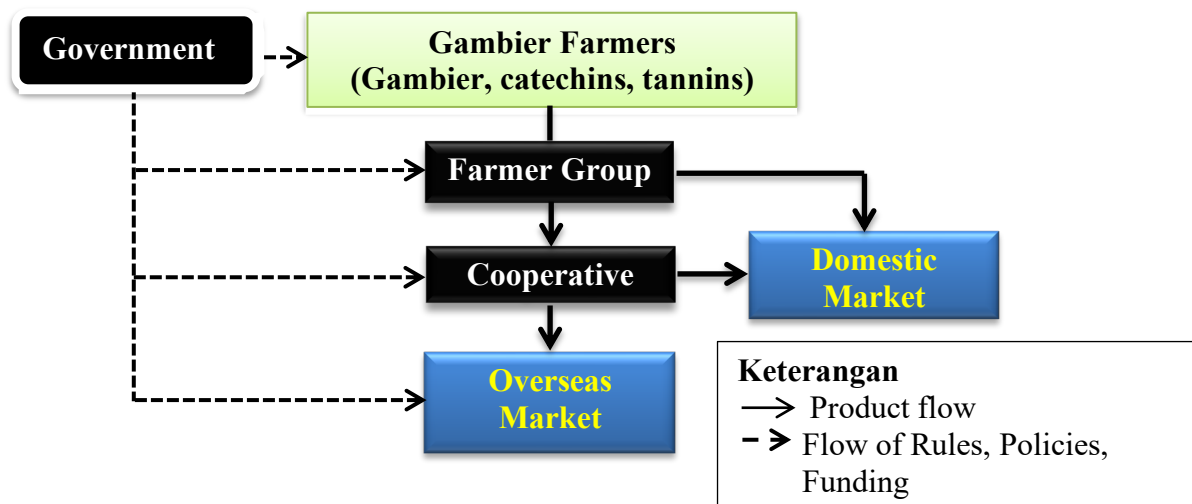 Government
Gambier Farmers
(Gambier, catechins, tannins)
Farmer Group
Cooperative
Domestic
Market
Overseas
Market
Keterangan
Product flow
Flow of Rules, Policies,
Funding